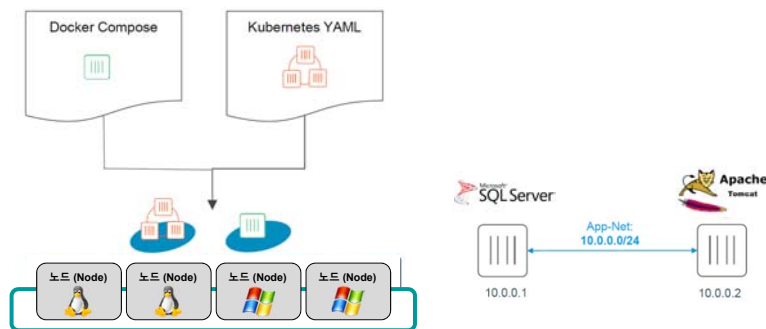 Docker Compose
Kubernetes YAML
노드 (Node)
노드 (Node)
노드 (Node)
노드 (Node)
Microsoft
SQL Server
Apache
Tomcat
App-Net:
10.0.0.0/24
10.0.0.1
10.0.0.2